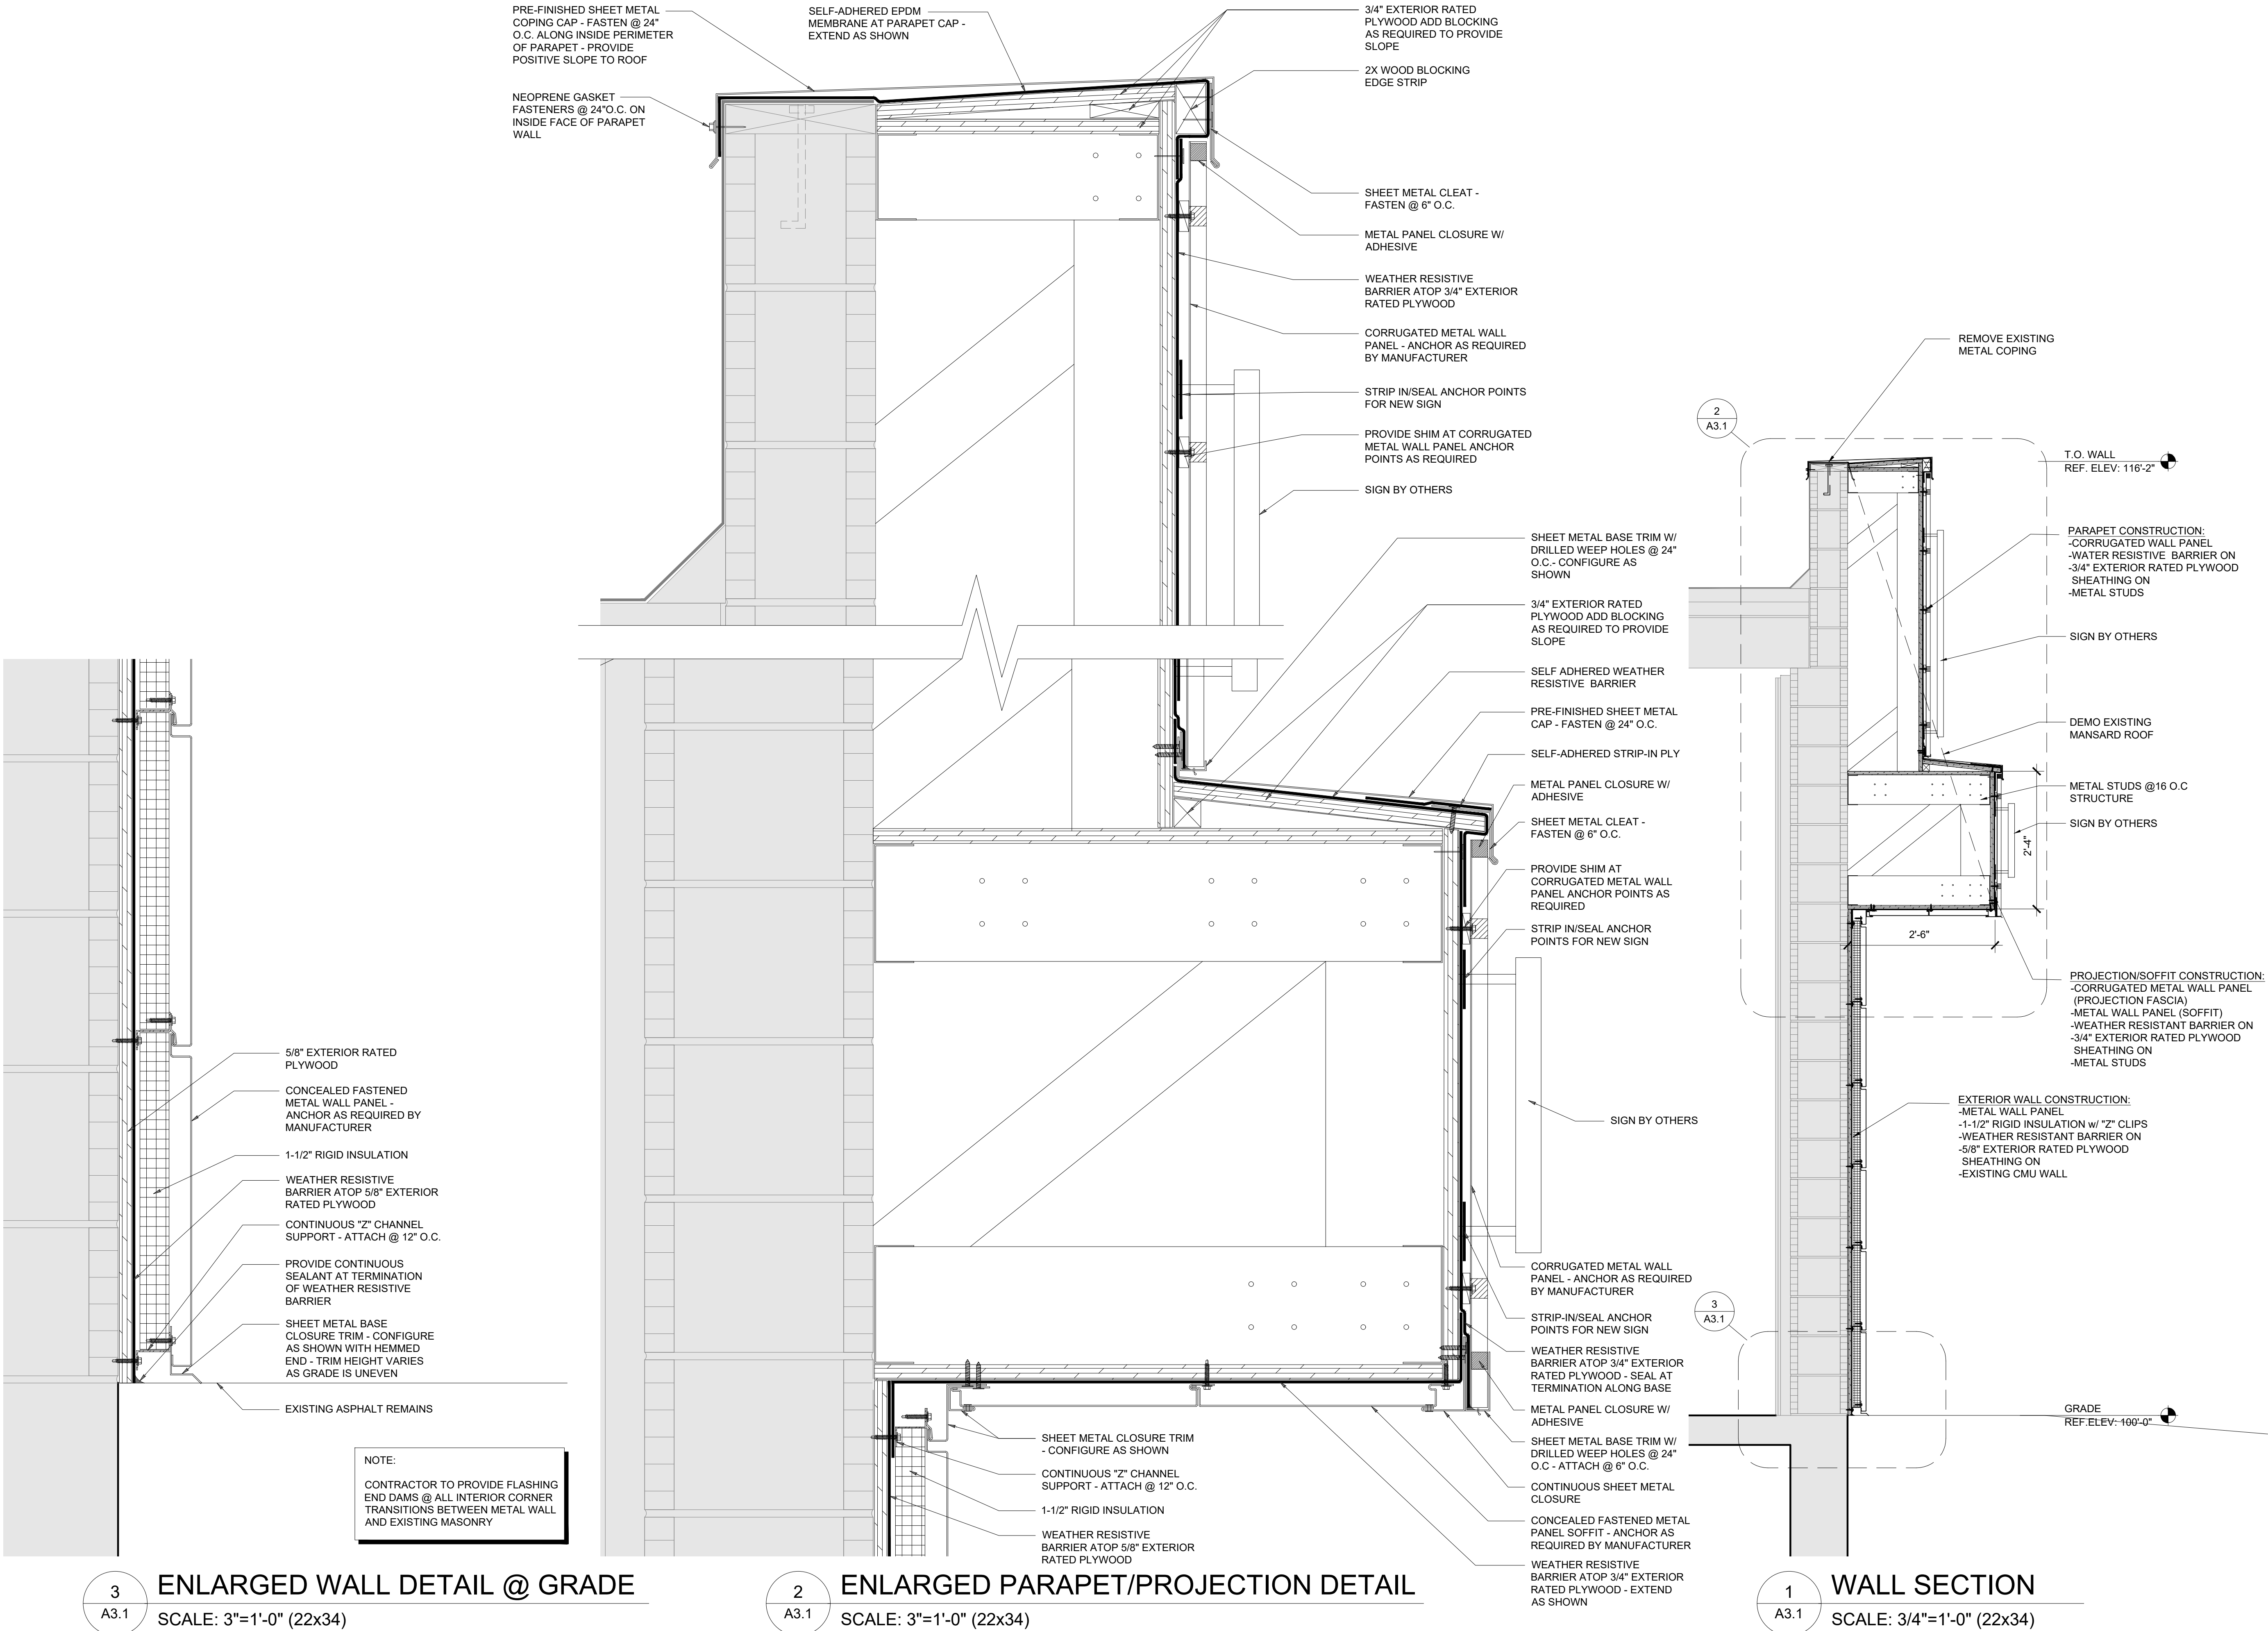 PRE-FINISHED SHEET METAL
COPING CAP - FASTEN @ 24"
O.C. ALONG INSIDE PERIMETER
OF PARAPET - PROVIDE
POSITIVE SLOPE TO ROOF
NEOPRENE GASKET
FASTENERS @ 24"O.C. ON
INSIDE FACE OF PARAPET
WALL
SELF-ADHERED EPDM
MEMBRANE AT PARAPET CAP -
EXTEND AS SHOWN
3/4" EXTERIOR RATED
PLYWOOD ADD BLOCKING
AS REQUIRED TO PROVIDE
SLOPE
2X WOOD BLOCKING
EDGE STRIP
SHEET METAL CLEAT -
FASTEN @ 6" O.C.
METAL PANEL CLOSURE W/
ADHESIVE
WEATHER RESISTIVE
BARRIER ATOP 3/4" EXTERIOR
RATED PLYWOOD
CORRUGATED METAL WALL
PANEL - ANCHOR AS REQUIRED
BY MANUFACTURER
STRIP IN/SEAL ANCHOR POINTS
FOR NEW SIGN
PROVIDE SHIM AT CORRUGATED
METAL WALL PANEL ANCHOR
POINTS AS REQUIRED
SIGN BY OTHERS
SHEET METAL BASE TRIM W/
DRILLED WEEP HOLES @ 24"
O.C.- CONFIGURE AS
SHOWN
3/4" EXTERIOR RATED
PLYWOOD ADD BLOCKING
AS REQUIRED TO PROVIDE
SLOPE
SELF ADHERED WEATHER
RESISTIVE BARRIER
PRE-FINISHED SHEET METAL
CAP - FASTEN @ 24" O.C.
SELF-ADHERED STRIP-IN PLY
METAL PANEL CLOSURE W/
ADHESIVE
SHEET METAL CLEAT -
FASTEN @ 6" O.C.
PROVIDE SHIM AT
CORRUGATED METAL WALL
PANEL ANCHOR POINTS AS
REQUIRED
STRIP IN/SEAL ANCHOR
POINTS FOR NEW SIGN
SIGN BY OTHERS
CORRUGATED METAL WALL
PANEL - ANCHOR AS REQUIRED
BY MANUFACTURER
STRIP-IN/SEAL ANCHOR
POINTS FOR NEW SIGN
WEATHER RESISTIVE
BARRIER ATOP 3/4" EXTERIOR
RATED PLYWOOD - SEAL AT
TERMINATION ALONG BASE
METAL PANEL CLOSURE W/
ADHESIVE
SHEET METAL BASE TRIM W/
DRILLED WEEP HOLES @ 24"
O.C - ATTACH @ 6" O.C.
CONTINUOUS SHEET METAL
CLOSURE
CONCEALED FASTENED METAL
PANEL SOFFIT - ANCHOR AS
REQUIRED BY MANUFACTURER
WEATHER RESISTIVE
BARRIER ATOP 3/4" EXTERIOR
RATED PLYWOOD - EXTEND
AS SHOWN
SHEET METAL CLOSURE TRIM
- CONFIGURE AS SHOWN
CONTINUOUS "Z" CHANNEL
SUPPORT - ATTACH @ 12" O.C.
1-1/2" RIGID INSULATION
WEATHER RESISTIVE
BARRIER ATOP 5/8" EXTERIOR
RATED PLYWOOD
5/8" EXTERIOR RATED
PLYWOOD
CONCEALED FASTENED
METAL WALL PANEL -
ANCHOR AS REQUIRED BY
MANUFACTURER
1-1/2" RIGID INSULATION
WEATHER RESISTIVE
BARRIER ATOP 5/8" EXTERIOR
RATED PLYWOOD
CONTINUOUS "Z" CHANNEL
SUPPORT - ATTACH @ 12" O.C.
PROVIDE CONTINUOUS
SEALANT AT TERMINATION
OF WEATHER RESISTIVE
BARRIER
SHEET METAL BASE
CLOSURE TRIM - CONFIGURE
AS SHOWN WITH HEMMED
END - TRIM HEIGHT VARIES
AS GRADE IS UNEVEN
EXISTING ASPHALT REMAINS
NOTE:
CONTRACTOR TO PROVIDE FLASHING
END DAMS @ ALL INTERIOR CORNER
TRANSITIONS BETWEEN METAL WALL
AND EXISTING MASONRY
REMOVE EXISTING
METAL COPING
2
A3.1
T.O. WALL
REF. ELEV: 116'-2"
PARAPET CONSTRUCTION:
-CORRUGATED WALL PANEL
-WATER RESISTIVE BARRIER ON
-3/4" EXTERIOR RATED PLYWOOD
SHEATHING ON
-METAL STUDS
SIGN BY OTHERS
DEMO EXISTING
MANSARD ROOF
METAL STUDS @16 O.C
STRUCTURE
SIGN BY OTHERS
2'-4"
2'-6"
PROJECTION/SOFFIT CONSTRUCTION:
-CORRUGATED METAL WALL PANEL
(PROJECTION FASCIA)
-METAL WALL PANEL (SOFFIT)
-WEATHER RESISTANT BARRIER ON
-3/4" EXTERIOR RATED PLYWOOD
SHEATHING ON
-METAL STUDS
EXTERIOR WALL CONSTRUCTION:
-METAL WALL PANEL
-1-1/2" RIGID INSULATION w/ "Z" CLIPS
-WEATHER RESISTANT BARRIER ON
-5/8" EXTERIOR RATED PLYWOOD
SHEATHING ON
-EXISTING CMU WALL
3
A3.1
GRADE
REF.ELEV: 100'-0"
3
A3.1
ENLARGED WALL DETAIL @ GRADE
SCALE: 3"=1'-0" (22x34)
2
A3.1
ENLARGED PARAPET/PROJECTION DETAIL
SCALE: 3"=1'-0" (22x34)
1
A3.1
WALL SECTION
SCALE: 3/4"=1'-0" (22x34)